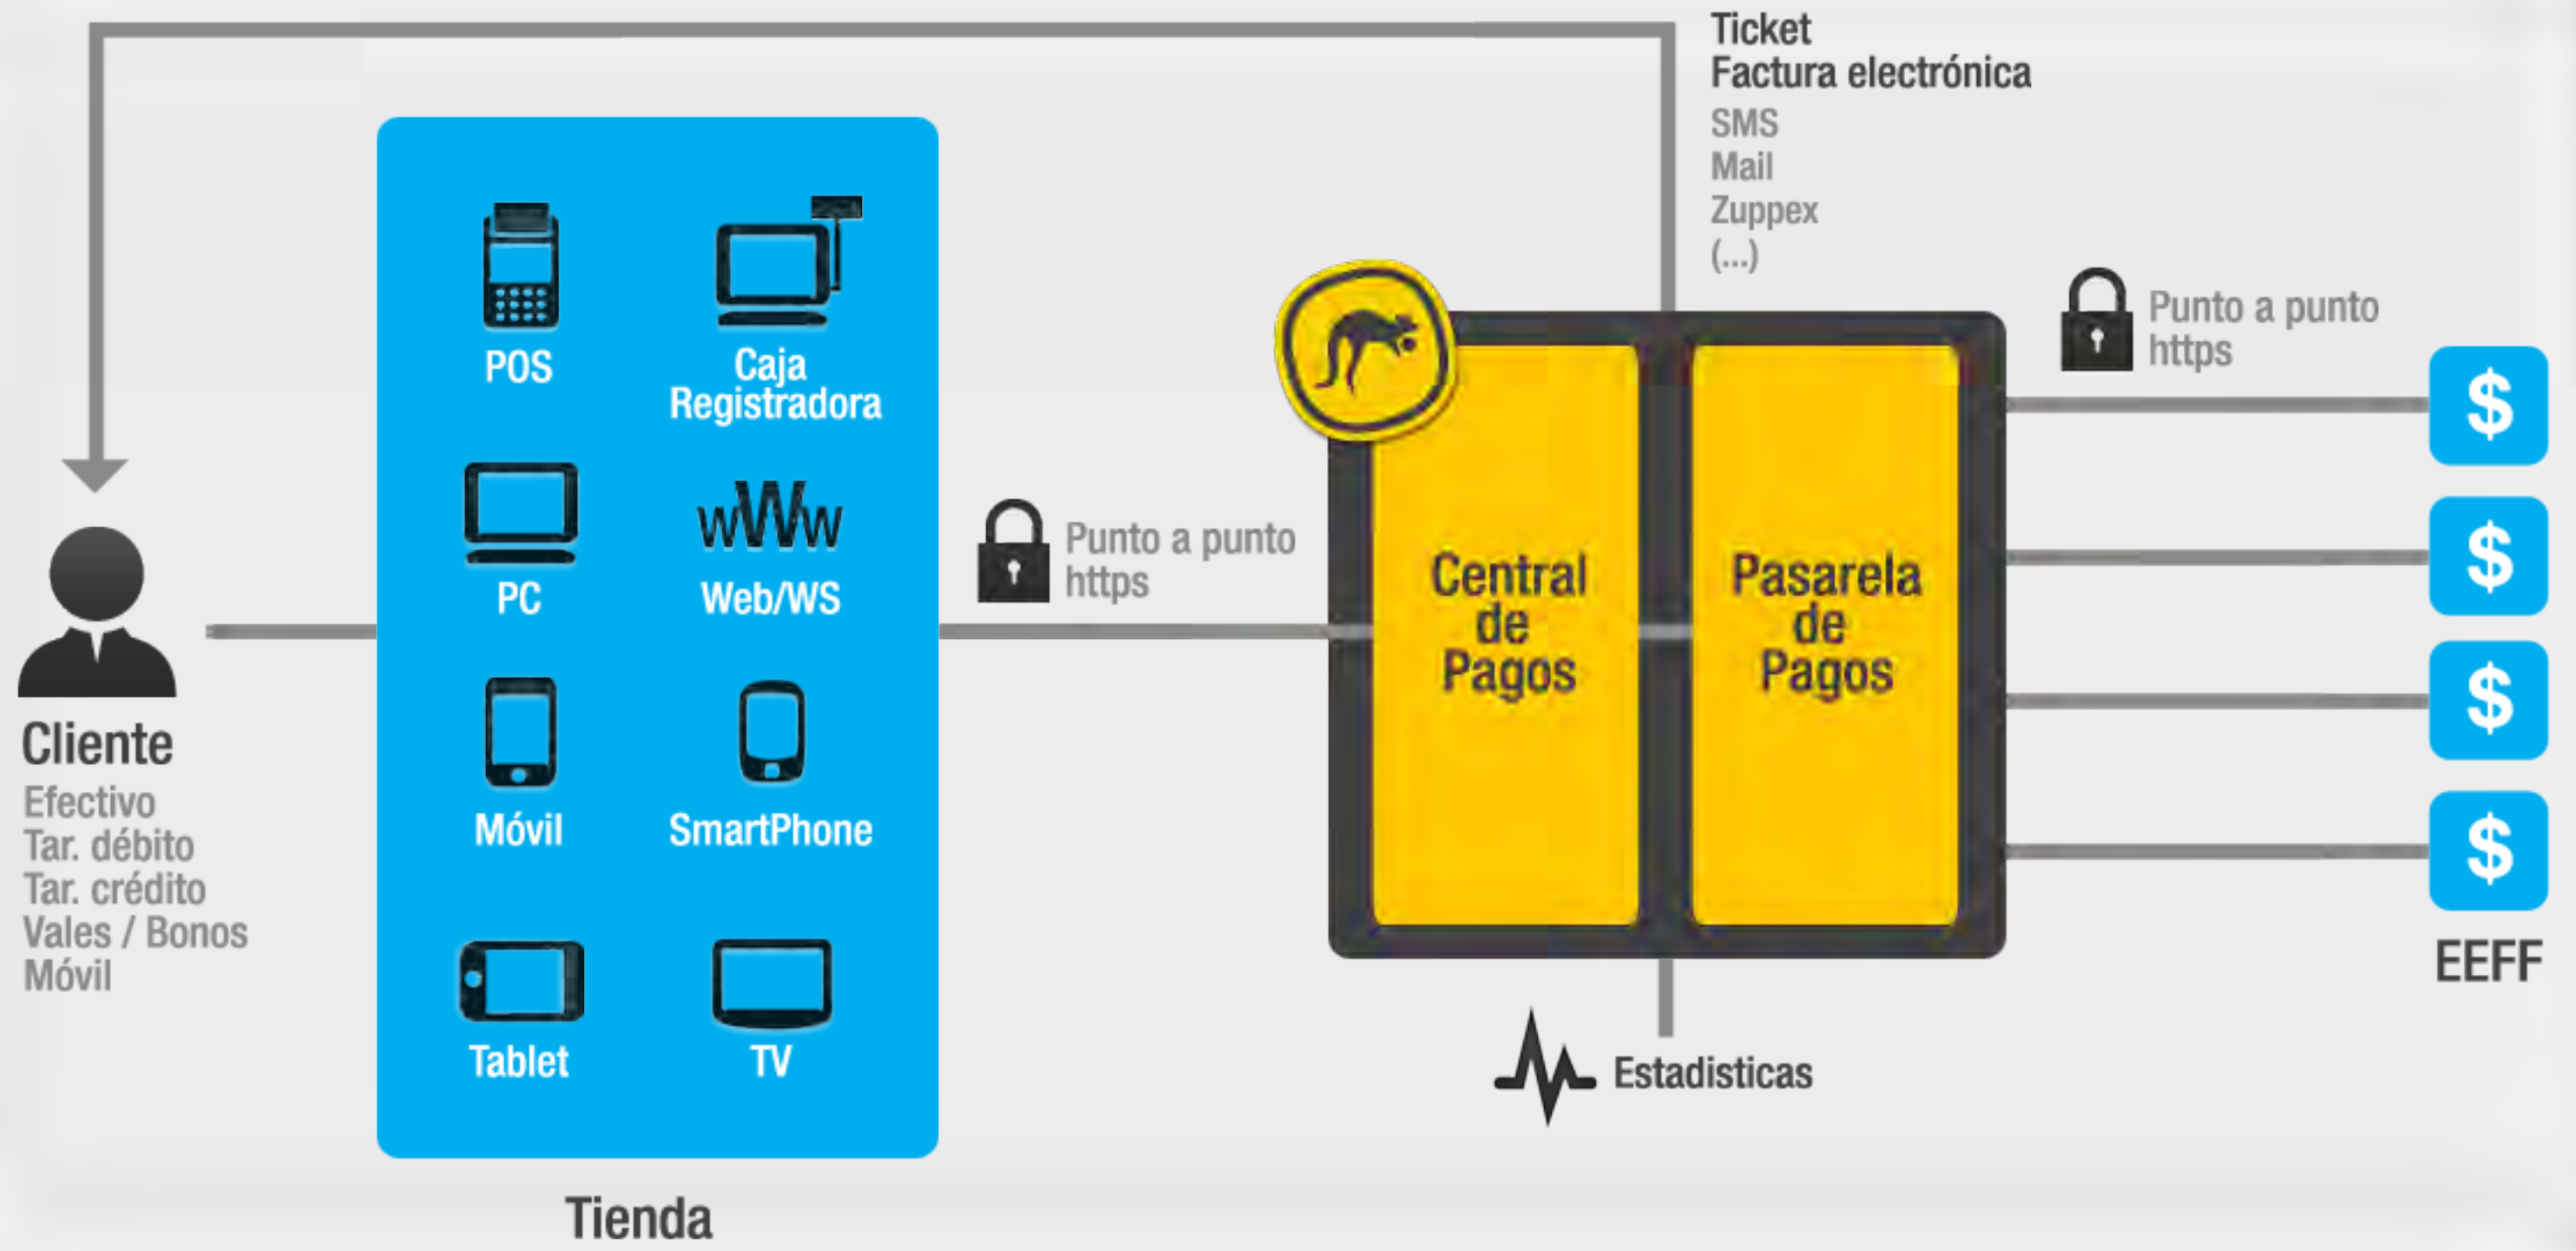 Ticket
Factura electrónica
SMS
Mail
Zuppex
(...)
POS
Caja
Registradora
PC
wWw
Web/WS
Móvil
SmartPhone
Tablet
TV
Tienda
Cliente
Efectivo
Tar. débito
Tar. crédito
Vales / Bonos
Móvil
Punto a punto
https
Central
de
Pagos
Pasarela
de
Pagos
Estadisticas
Punto a punto
https
$
$
$
$
EEFF